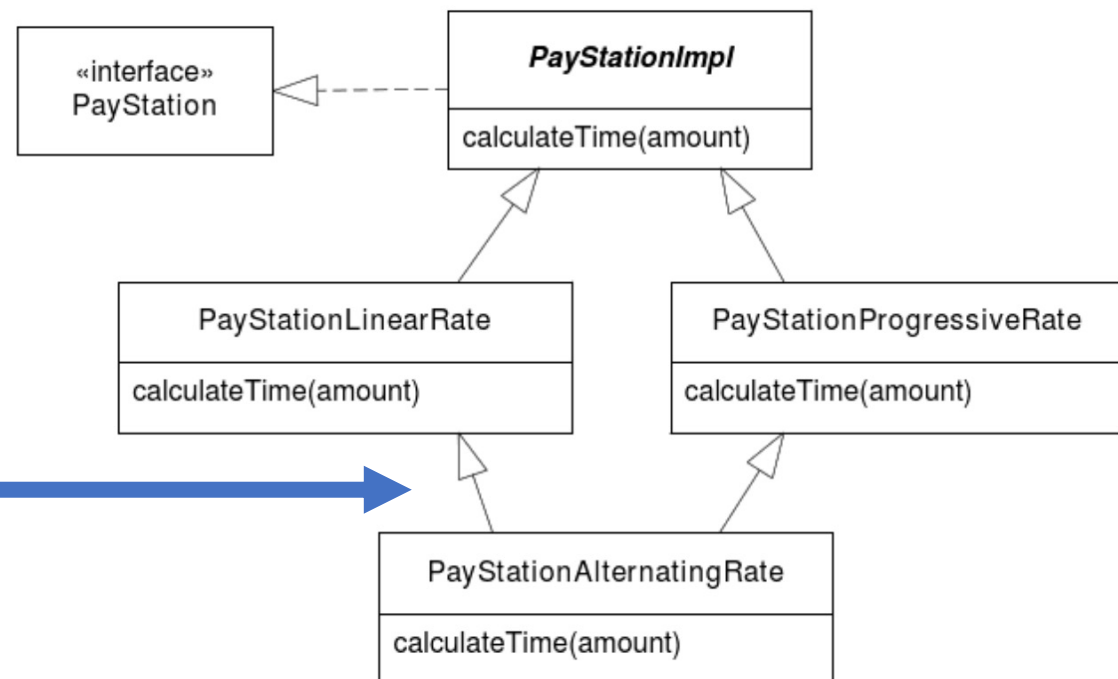 «interface»
PayStation
PayStationImpl
calculateTime(amount)
PayStationLinearRate
calculateTime(amount)
PayStationProgressiveRate
calculateTime(amount)
PayStationAlternatingRate
calculateTime(amount)